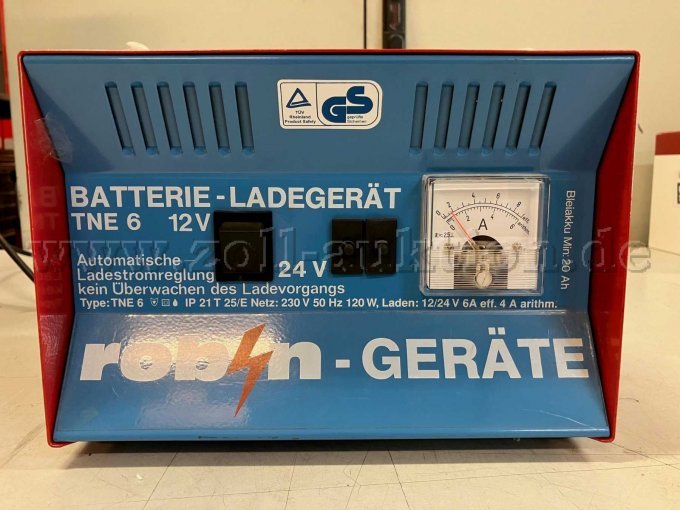 TÜV
Rheinland
Product Safety
GS
geprüfte
Sicherheit
BATTERIE - LADEGERÄT
TNE 6 12V
24 V
Automatische
Ladestromreglung
kein Überwachen des Ladevorgangs
Type: TNE 6 IP 21 T 25/E Netz: 230 V 50 Hz 120 W, Laden: 12/24 V 6A eff. 4 A arithm.
A
Bleiakku Min: 20 Ah
robin - GERÄTE
www.zoll-auktion.de